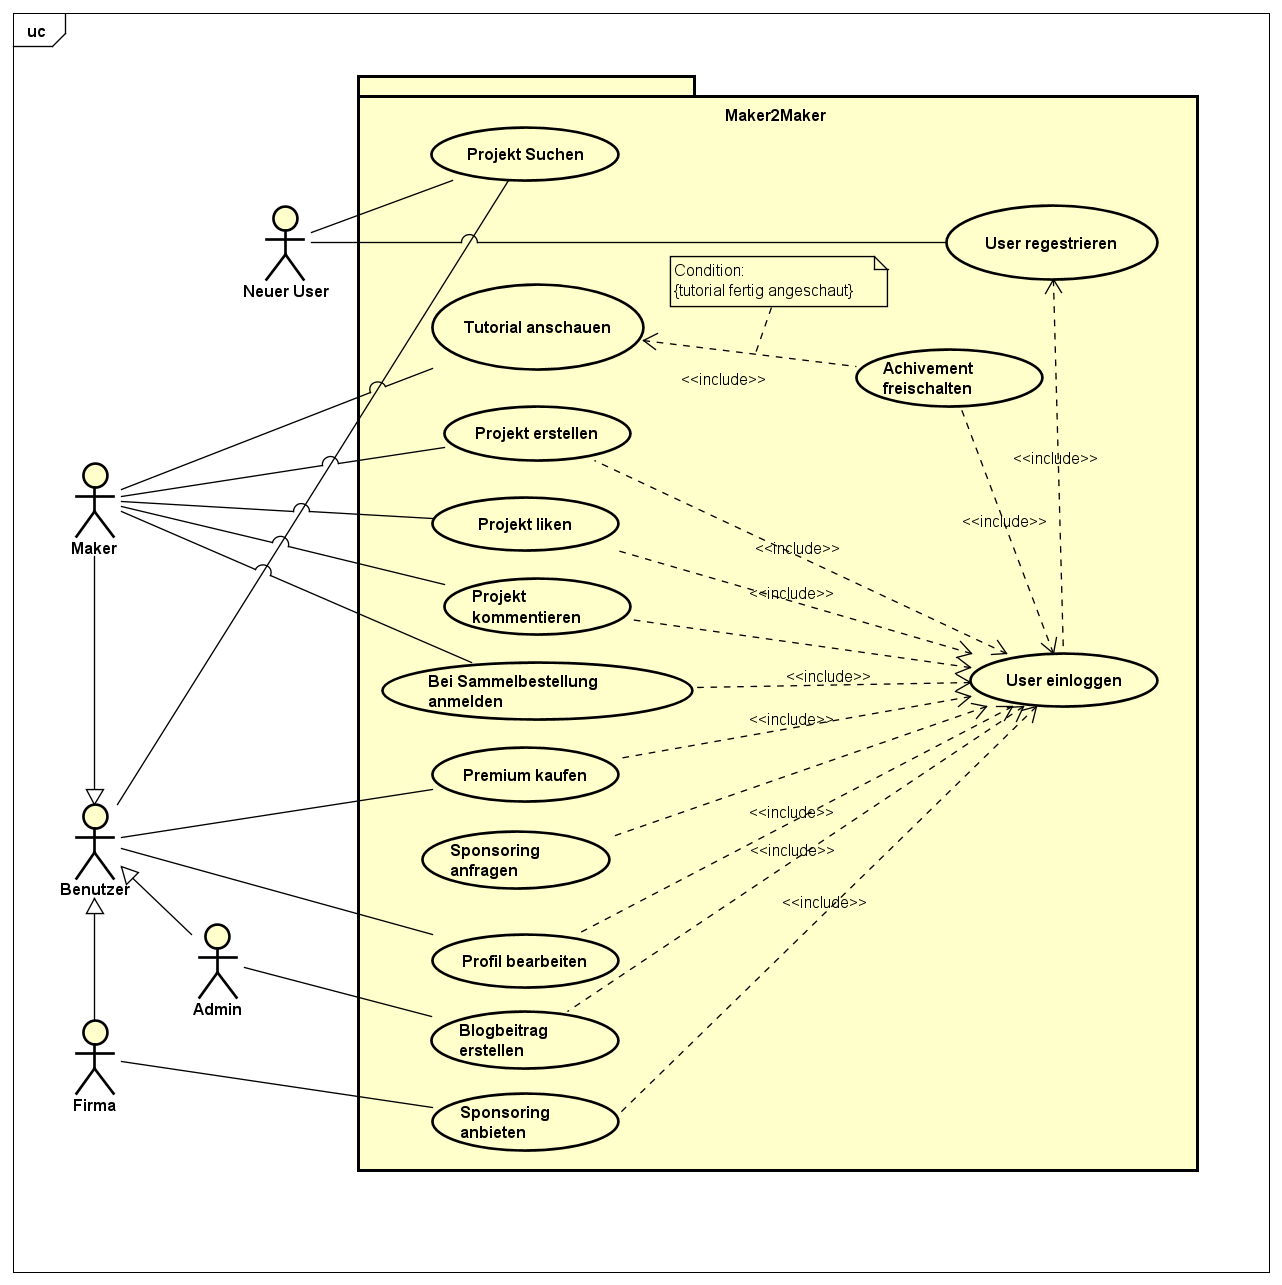 uc
Maker2Maker
Projekt Suchen
Neuer User
User regestrieren
Condition:
{tutorial fertig angeschaut}
Tutorial anschauen
<<include>>
Achivement
freischalten
Projekt erstellen
<<include>>
Maker
Projekt liken
<<include>>
<<include>>
Projekt
kommentieren
<<include>>
Bei Sammelbestellung
anmelden
<<include>>
User einloggen
<<include>>
Premium kaufen
<<include>>
Benutzer
Sponsoring
anfragen
<<include>>
<<include>>
Profil bearbeiten
Admin
Blogbeitrag
erstellen
Firma
Sponsoring
anbieten